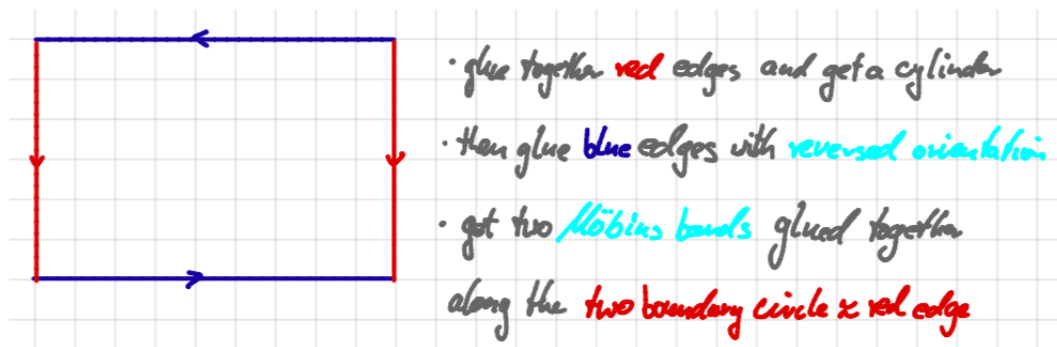 · glue together red edges and get a cylinder
· then glue blue edges with reversed orientation
· got two Möbius bands glued together
along the two boundary circle ≈ red edge